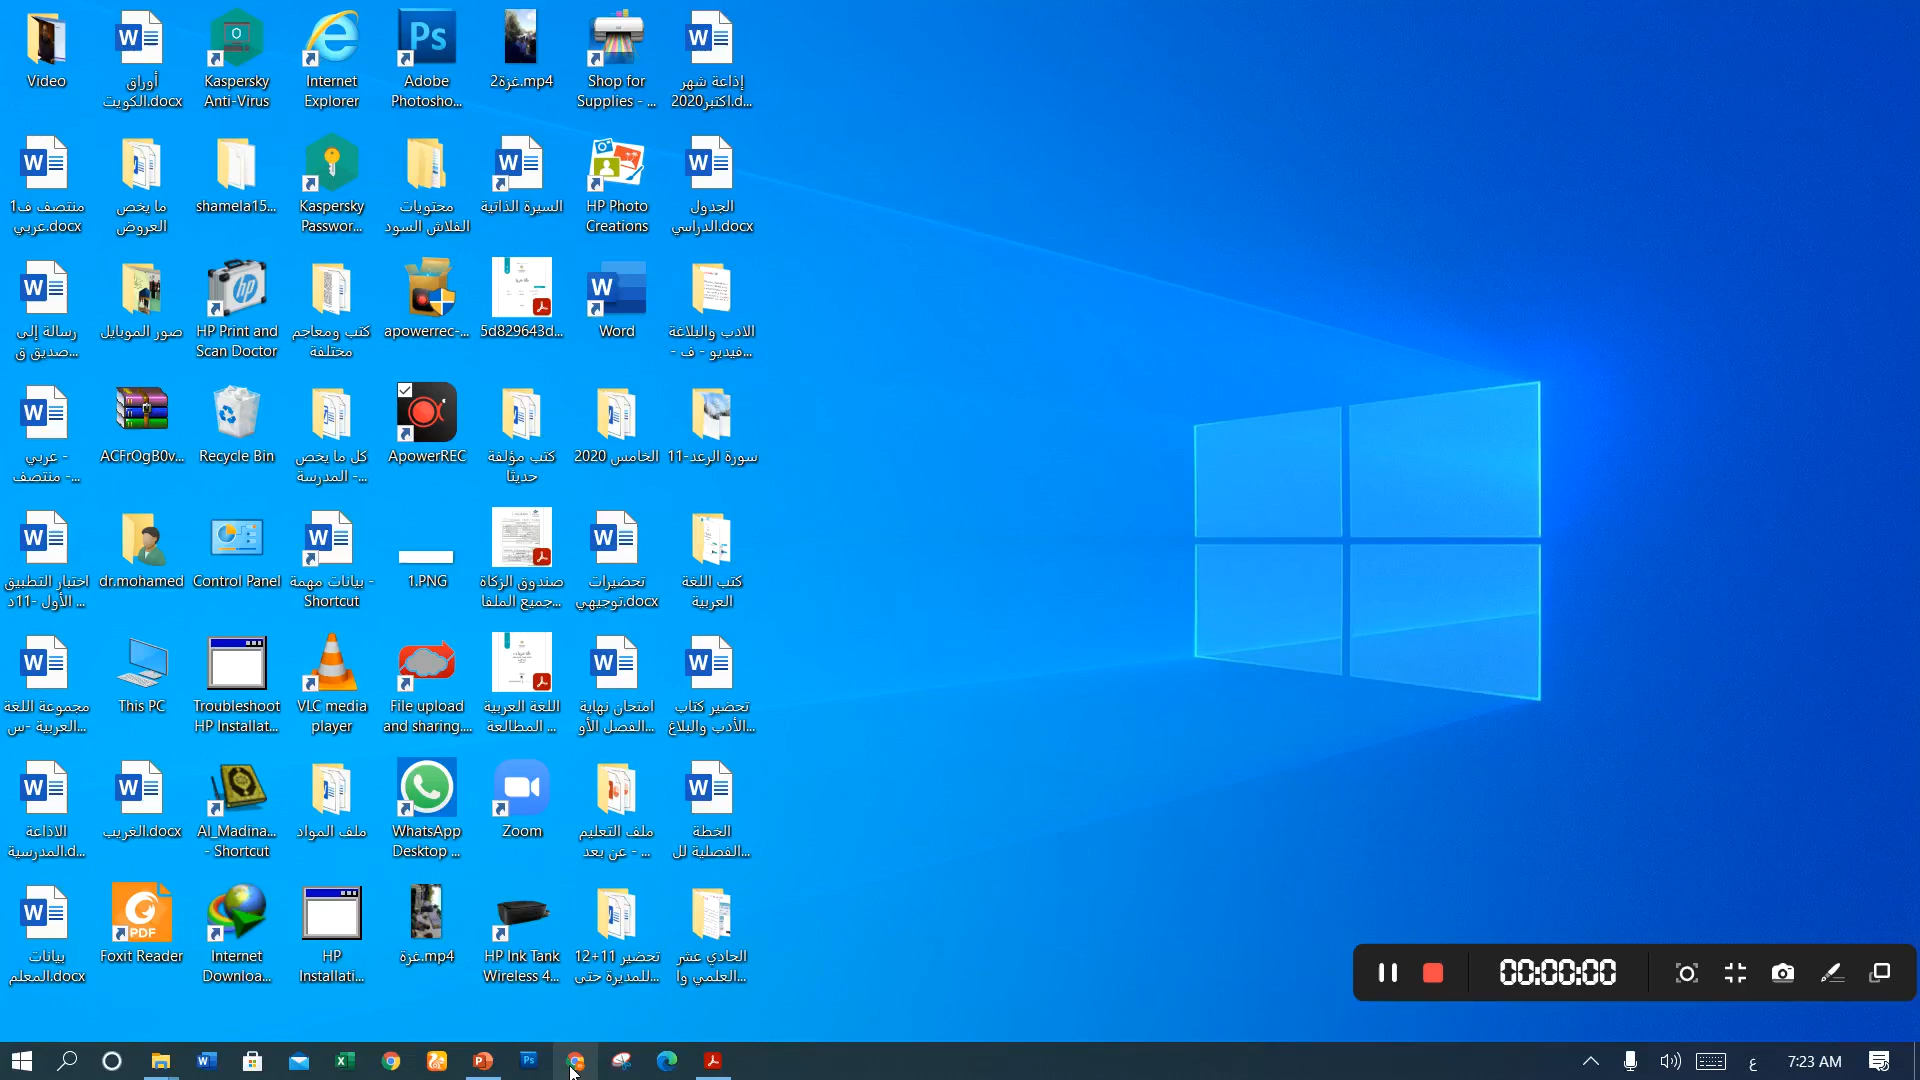 Video
أوراق
الكويت.docx
Kaspersky
Anti-Virus
Internet
Explorer
Adobe
Photosho...
غزة2.mp4
Shop for
Supplies - ...
إذاعة شهر
اكتبر2020.d...
منتصف ف1
عربي.docx
ما يخص
العروض
shamela15...
Kaspersky
Passwor...
محتويات
الفلاش السود
السيرة الذاتية
HP Photo
Creations
الجدول
الدراسي.docx
رسالة إلى
صديق ق...
صور الموبايل
HP Print and
Scan Doctor
كتب ومعاجم
مختلفة
apowerrec-...
5d829643d...
Word
الادب والبلاغة
- فيديو - ف...
عربي -
منتصف -...
ACFrOgB0v...
Recycle Bin
كل ما يخص
المدرسة -...
ApowerREC
كتب مؤلفة
حديثا
الخامس 2020
سورة الرعد-11
اختبار التطبيق
الأول -11د ...
dr.mohamed
Control Panel
بيانات مهمة -
Shortcut
1.PNG
صندوق الزكاة
جميع الملفا...
تحضيرات
توجيهي.docx
كتب اللغة
العربية
مجموعة اللغة
العربية -س...
This PC
Troubleshoot
HP Installat...
VLC media
player
File upload
and sharing....
اللغة العربية
المطالعة ...
امتحان نهاية
الفصل الأو...
تحضير كتاب
الأدب والبلاغ...
الاذاعة
المدرسية.d...
الغريب.docx
Al_Madina...
- Shortcut
ملف المواد
WhatsApp
Desktop ...
Zoom
ملف التعليم
عن بعد - ...
الخطة
الفصلية لل...
بيانات
المعلم.docx
Foxit Reader
PDF
Internet
Downloa...
HP
Installati...
غزة.mp4
HP Ink Tank
Wireless 4...
تحضير 11+12
للمديرة حتى...
الحادي عشر
العلمي وا...
00:00:00
ع
7:23 AM